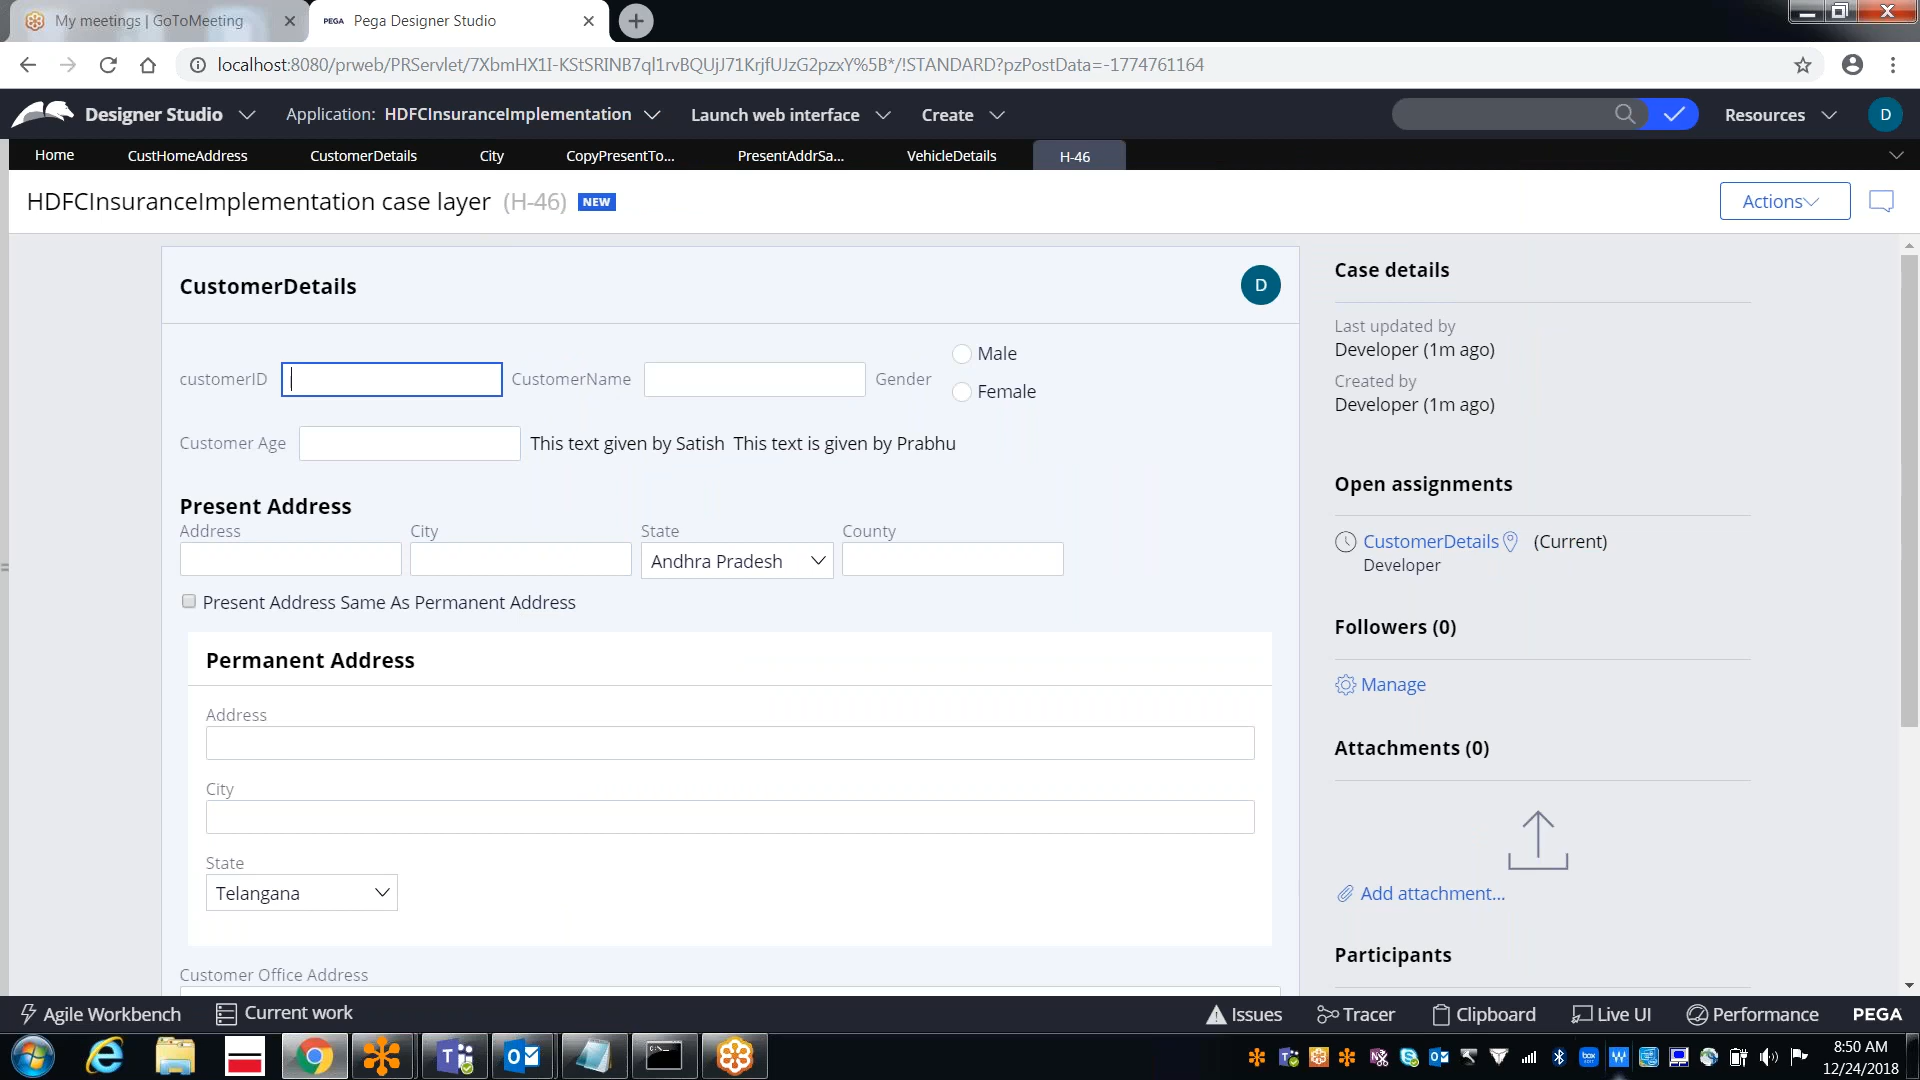 My meetings | GoToMeeting
PEGA Pega Designer Studio
localhost:8080/prweb/PRServlet/7XbmHX1I-KStSRINB7ql1rvBQUjJ71KrjfUJzG2pzxY%5B*/!STANDARD?pzPostData=-1774761164
Designer Studio Application: HDFCInsuranceImplementation Launch web interface Create Resources D
Home CustHomeAddress CustomerDetails City CopyPresentTo... PresentAddrSa... VehicleDetails H-46
HDFCInsuranceImplementation case layer (H-46) NEW Actions
CustomerDetails D
customerID CustomerName Gender Male
Female
Customer Age This text given by Satish This text is given by Prabhu
Present Address
Address City State County
Andhra Pradesh
Present Address Same As Permanent Address
Permanent Address
Address
City
State
Telangana
Customer Office Address
Case details
Last updated by
Developer (1m ago)
Created by
Developer (1m ago)
Open assignments
CustomerDetails (Current)
Developer
Followers (0)
Manage
Attachments (0)
Add attachment...
Participants
Agile Workbench Current work Issues Tracer Clipboard Live UI Performance PEGA
8:50 AM
12/24/2018